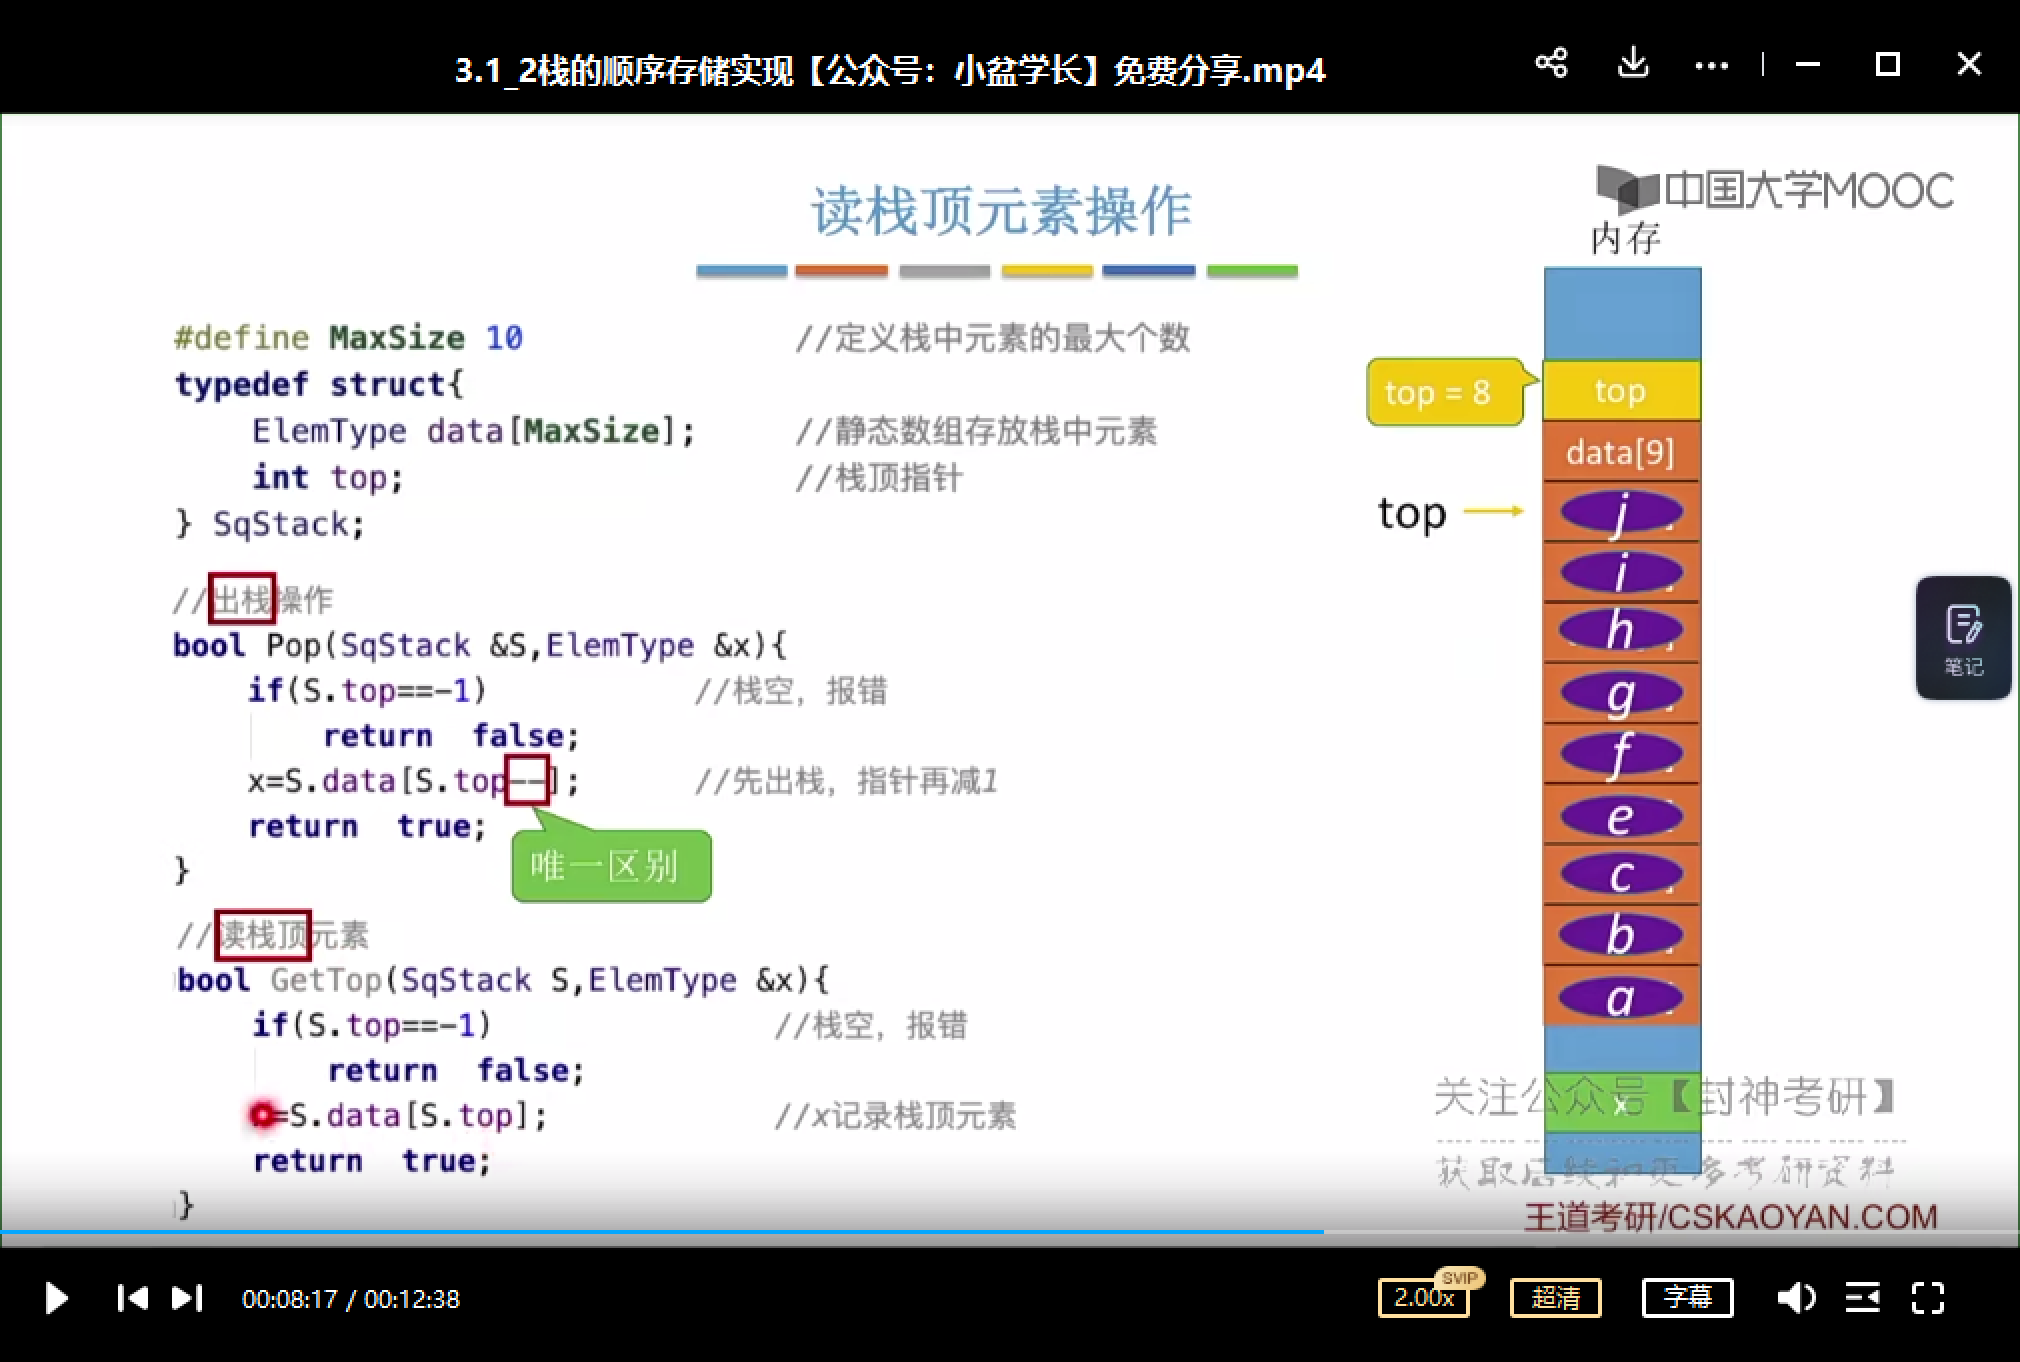 3.1_2栈的顺序存储实现【公众号：小盆学长】免费分享.mp4
中国大学MOOC
读栈顶元素操作
内存
#define MaxSize 10 //定义栈中元素的最大个数
typedef struct{
ElemType data[MaxSize]; //静态数组存放栈中元素
int top; //栈顶指针
} SqStack;
top = 8
top
data[9]
top
j
i
h
g
f
e
c
b
a
x
//出栈操作
bool Pop(SqStack &S,ElemType &x){
if(S.top==-1) //栈空，报错
return false;
x=S.data[S.top--]; //先出栈，指针再减1
return true;
}
唯一区别
//读栈顶元素
bool GetTop(SqStack S,ElemType &x){
if(S.top==-1) //栈空，报错
return false;
=S.data[S.top]; //x记录栈顶元素
return true;
}
笔记
关注公众号【封神考研】
获取后续和更多考研资料
王道考研/CSKAOYAN.COM
00:08:17 / 00:12:38
2.00x
SVIP
超清
字幕